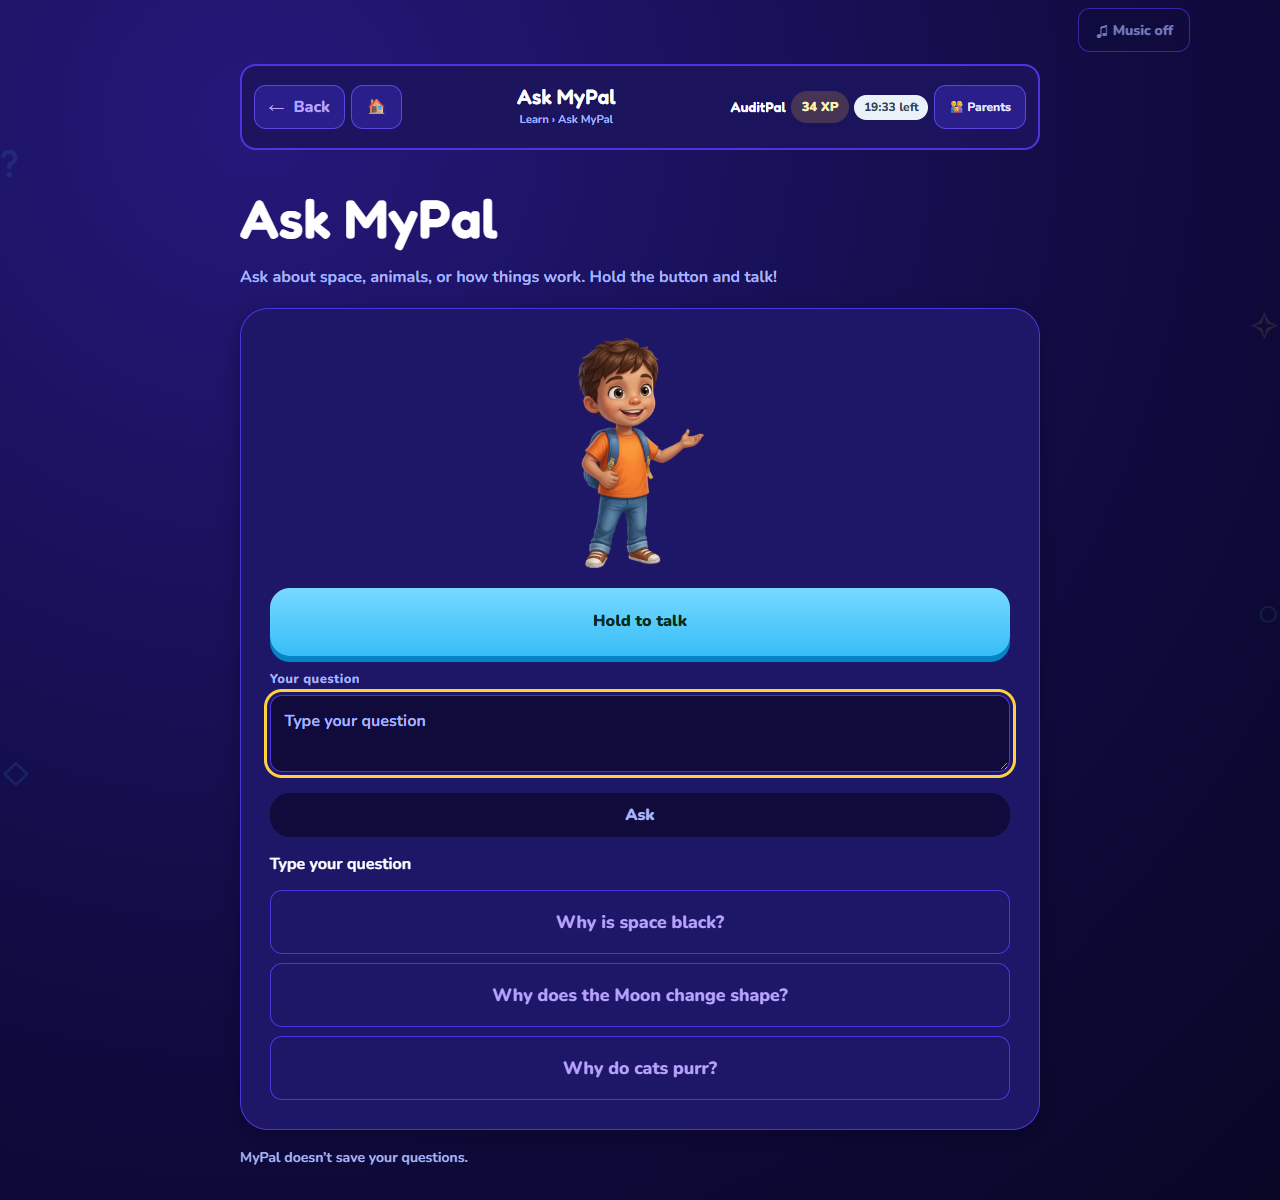 ♫ Music off
← Back
Ask MyPal
Learn › Ask MyPal
AuditPal
34 XP
19:33 left
Parents
Ask MyPal
Ask about space, animals, or how things work. Hold the button and talk!
Hold to talk
Your question
Type your question
Ask
Type your question
Why is space black?
Why does the Moon change shape?
Why do cats purr?
MyPal doesn’t save your questions.
?